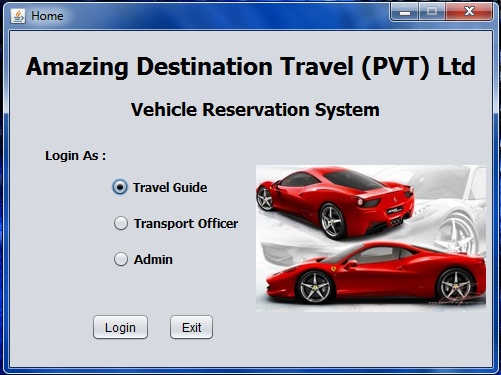 Home
Amazing Destination Travel (PVT) Ltd
Vehicle Reservation System
Login As :
Travel Guide
Transport Officer
Admin
Login
Exit